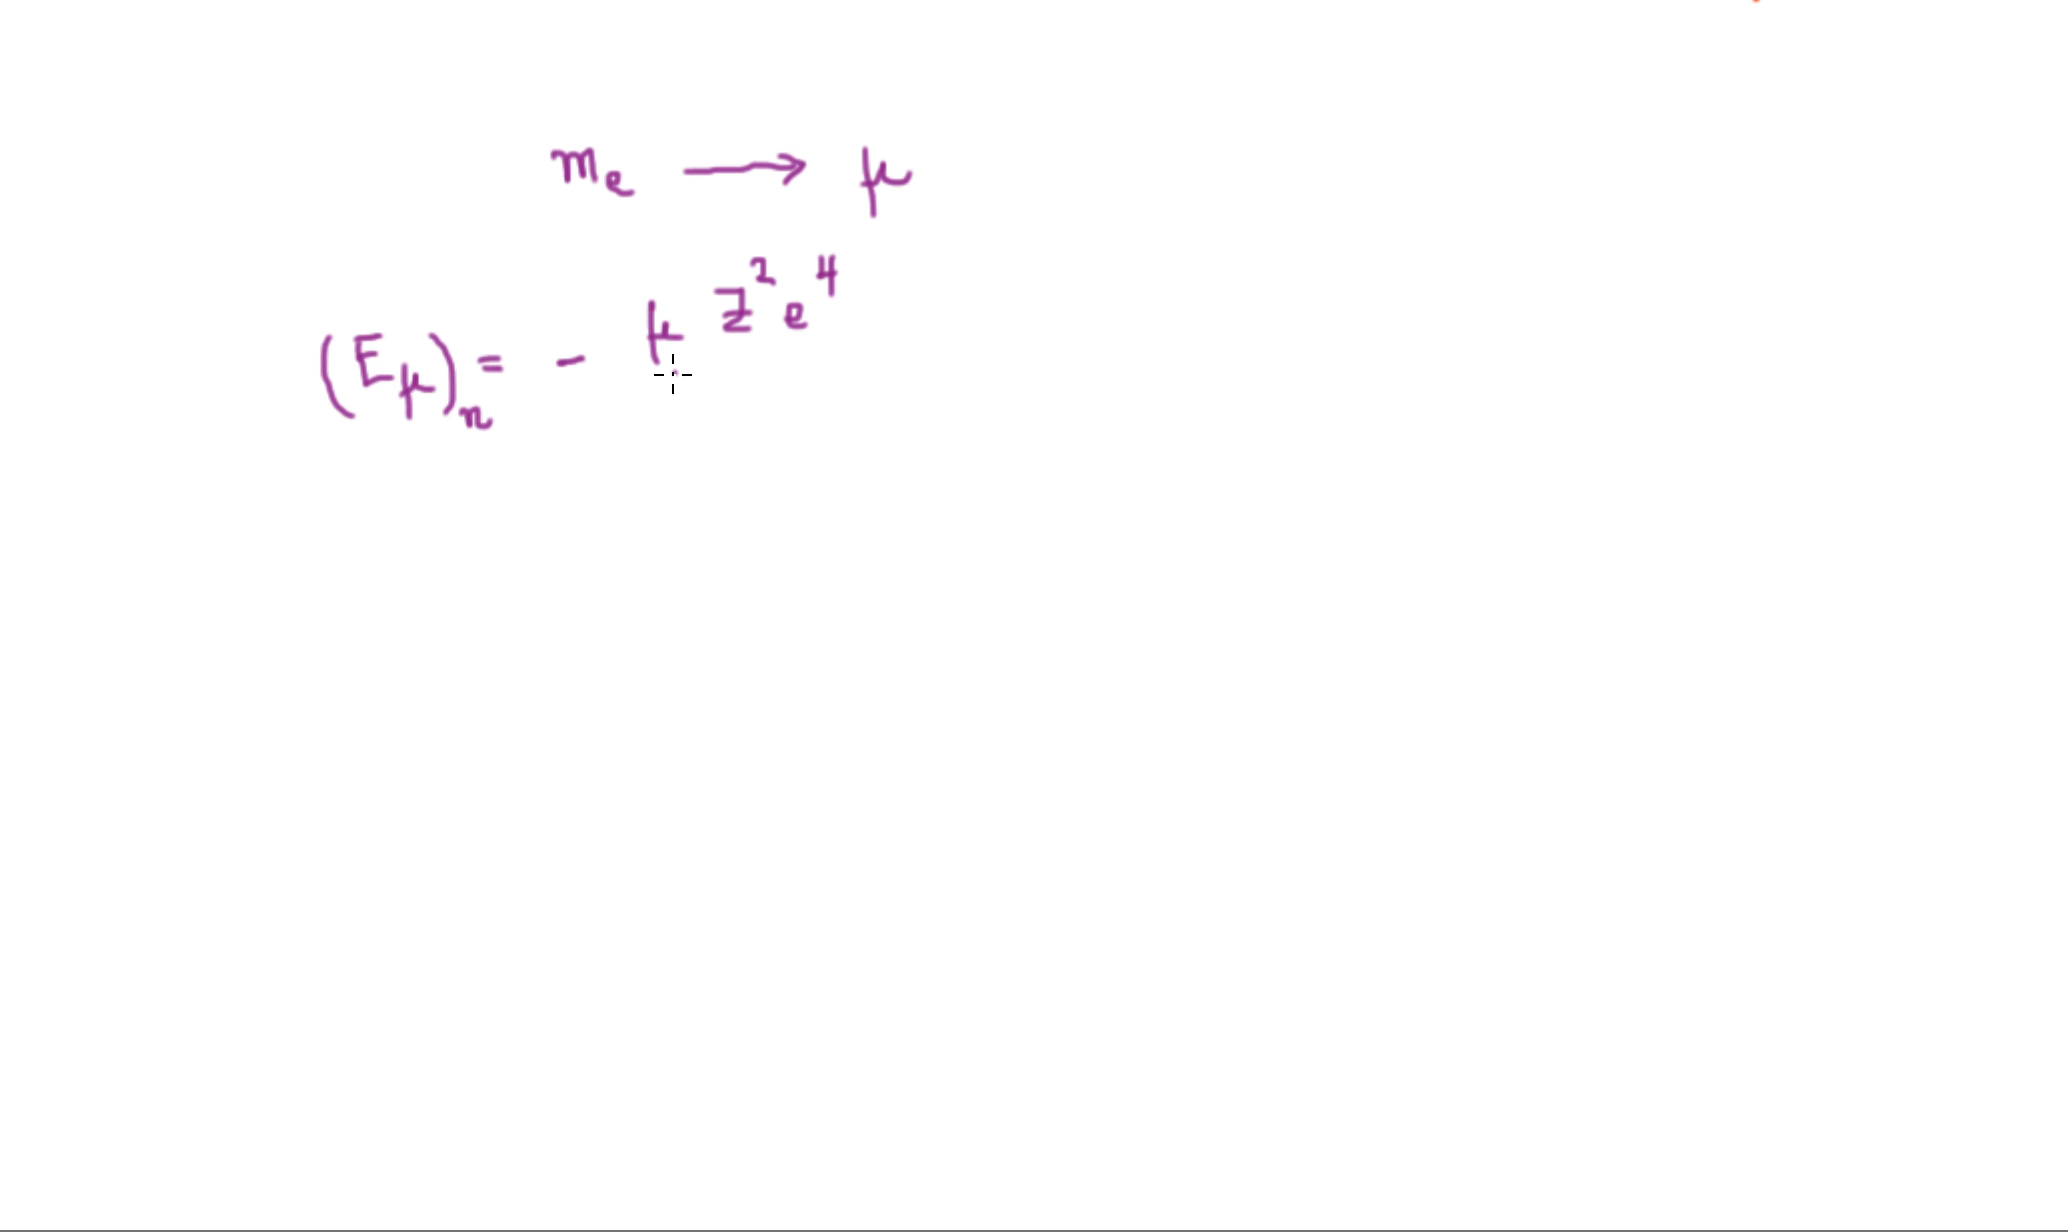 mₑ ⟶ μ
(E_μ)ₙ = - μ Z²e⁴